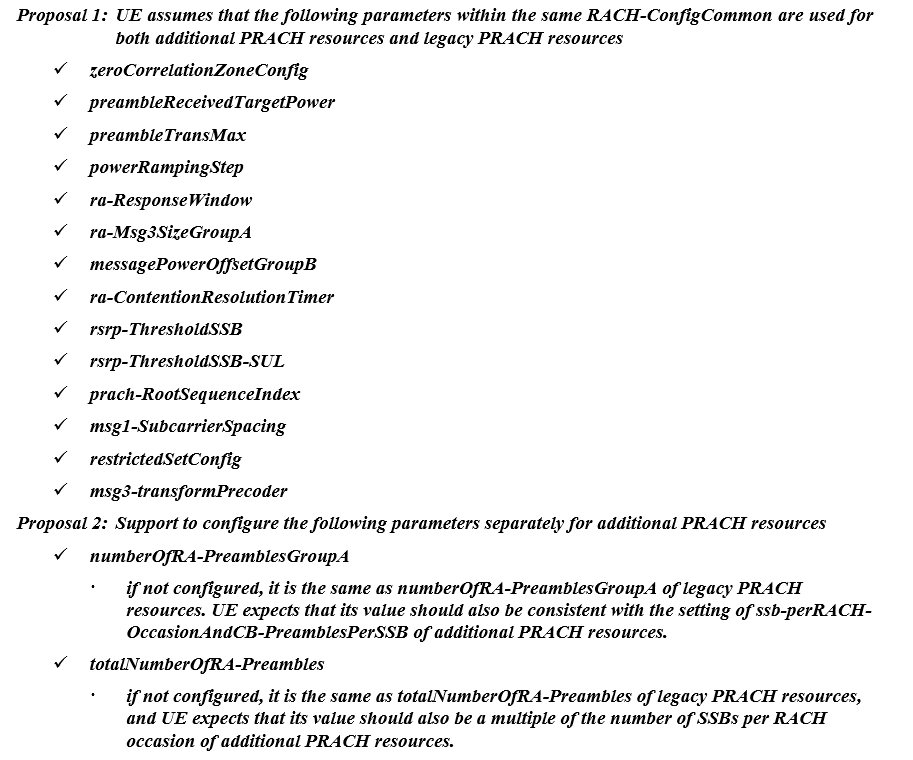 Proposal 1: UE assumes that the following parameters within the same RACH-ConfigCommon are used for
both additional PRACH resources and legacy PRACH resources
✓ zeroCorrelationZoneConfig
✓ preambleReceivedTargetPower
✓ preambleTransMax
✓ powerRampingStep
✓ ra-ResponseWindow
✓ ra-Msg3SizeGroupA
✓ messagePowerOffsetGroupB
✓ ra-ContentionResolutionTimer
✓ rsrp-ThresholdSSB
✓ rsrp-ThresholdSSB-SUL
✓ prach-RootSequenceIndex
✓ msg1-SubcarrierSpacing
✓ restrictedSetConfig
✓ msg3-transformPrecoder
Proposal 2: Support to configure the following parameters separately for additional PRACH resources
✓ numberOfRA-PreamblesGroupA
· if not configured, it is the same as numberOfRA-PreamblesGroupA of legacy PRACH
resources. UE expects that its value should also be consistent with the setting of ssb-perRACH-
OccasionAndCB-PreamblesPerSSB of additional PRACH resources.
✓ totalNumberOfRA-Preambles
· if not configured, it is the same as totalNumberOfRA-Preambles of legacy PRACH resources,
and UE expects that its value should also be a multiple of the number of SSBs per RACH
occasion of additional PRACH resources.